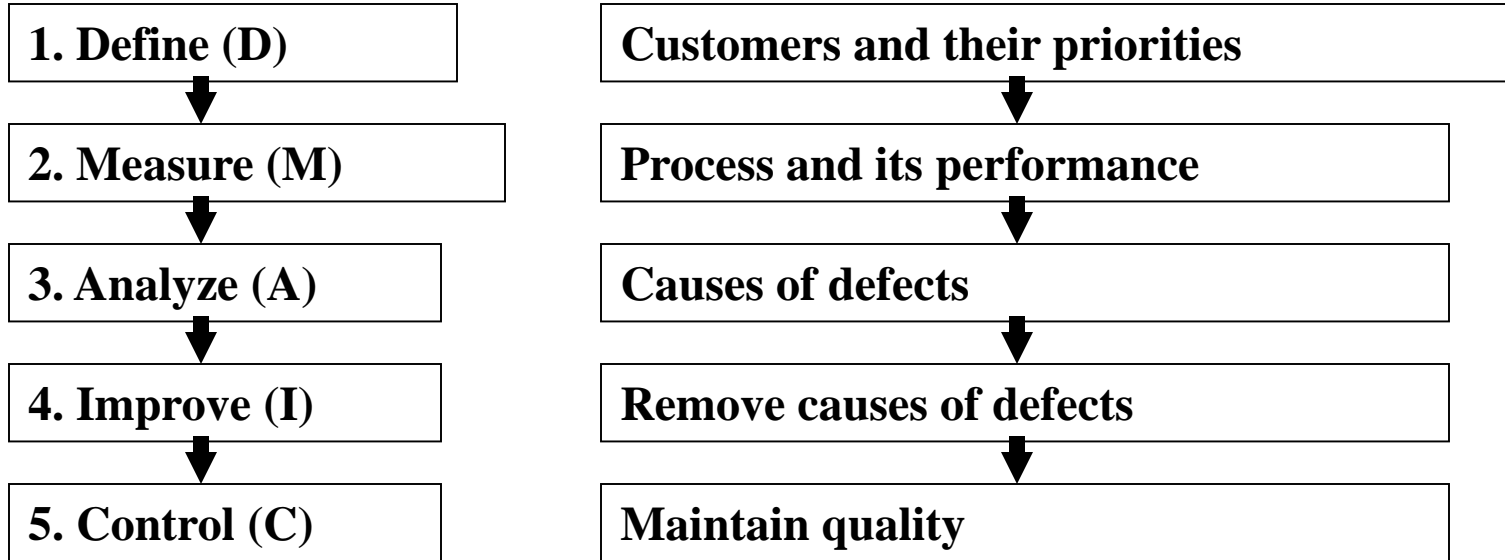 1. Define (D)
Customers and their priorities
2. Measure (M)
Process and its performance
3. Analyze (A)
Causes of defects
4. Improve (I)
Remove causes of defects
5. Control (C)
Maintain quality